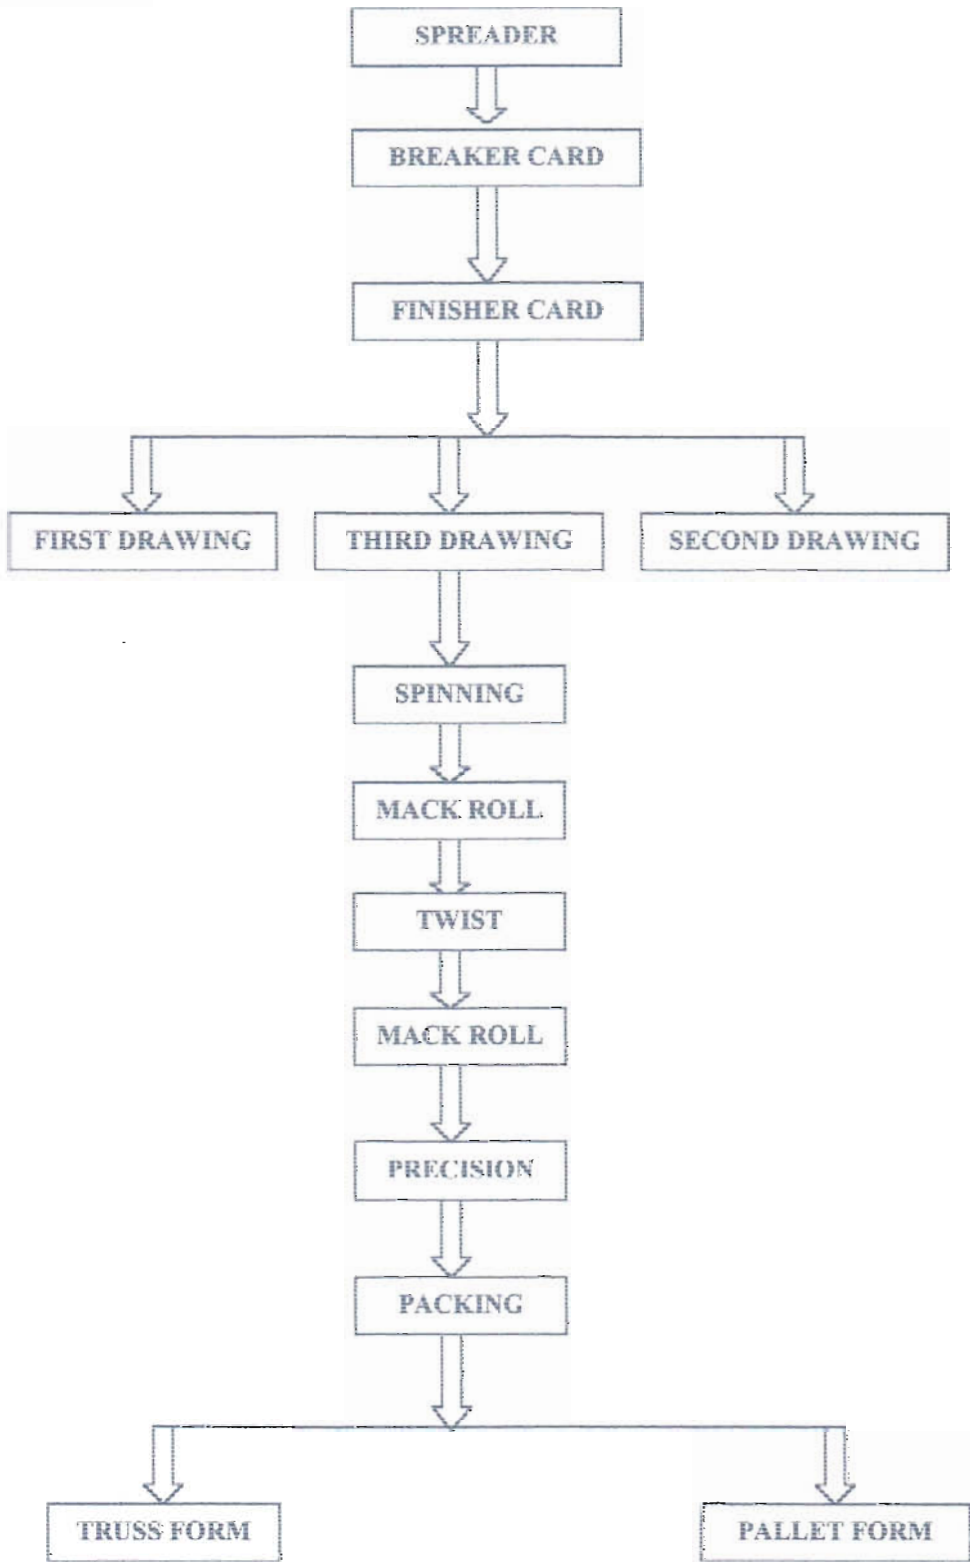 SPREADER
BREAKER CARD
FINISHER CARD
FIRST DRAWING
THIRD DRAWING
SECOND DRAWING
SPINNING
MACK ROLL
TWIST
MACK ROLL
PRECISION
PACKING
TRUSS FORM
PALLET FORM